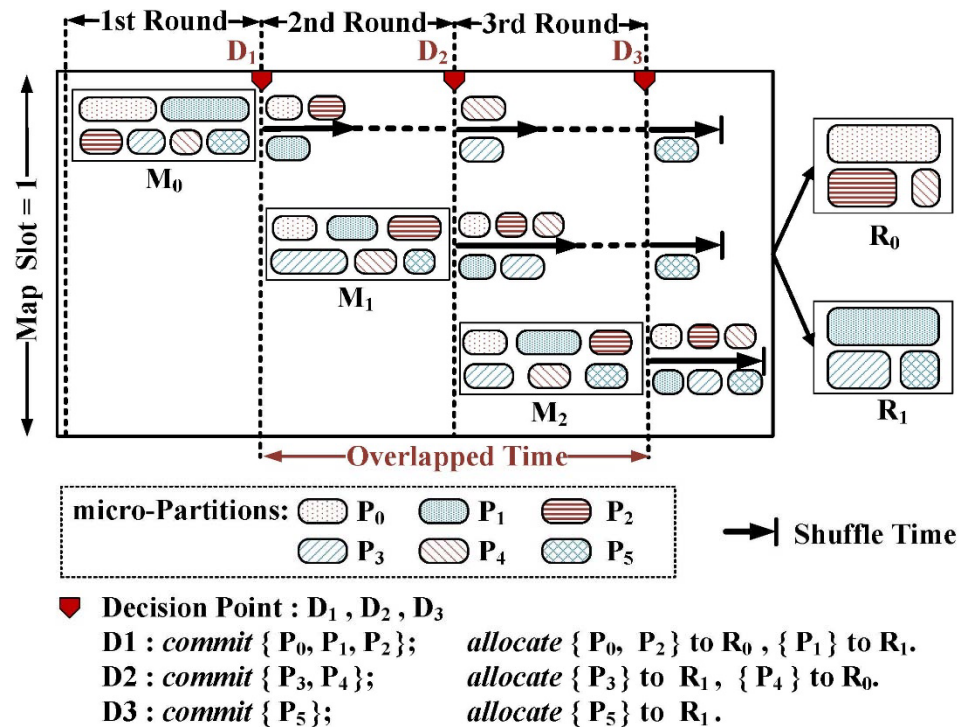 1st Round 2nd Round 3rd Round
D₁ D₂ D₃
Map Slot = 1
M₀
M₁
M₂
R₀
R₁
Overlapped Time
micro-Partitions: P₀ P₁ P₂
P₃ P₄ P₅
Shuffle Time
Decision Point : D₁ , D₂ , D₃
D1 : commit { P₀, P₁, P₂}; allocate { P₀, P₂} to R₀ , { P₁} to R₁.
D2 : commit { P₃, P₄}; allocate { P₃} to R₁ , { P₄} to R₀.
D3 : commit { P₅}; allocate { P₅} to R₁ .